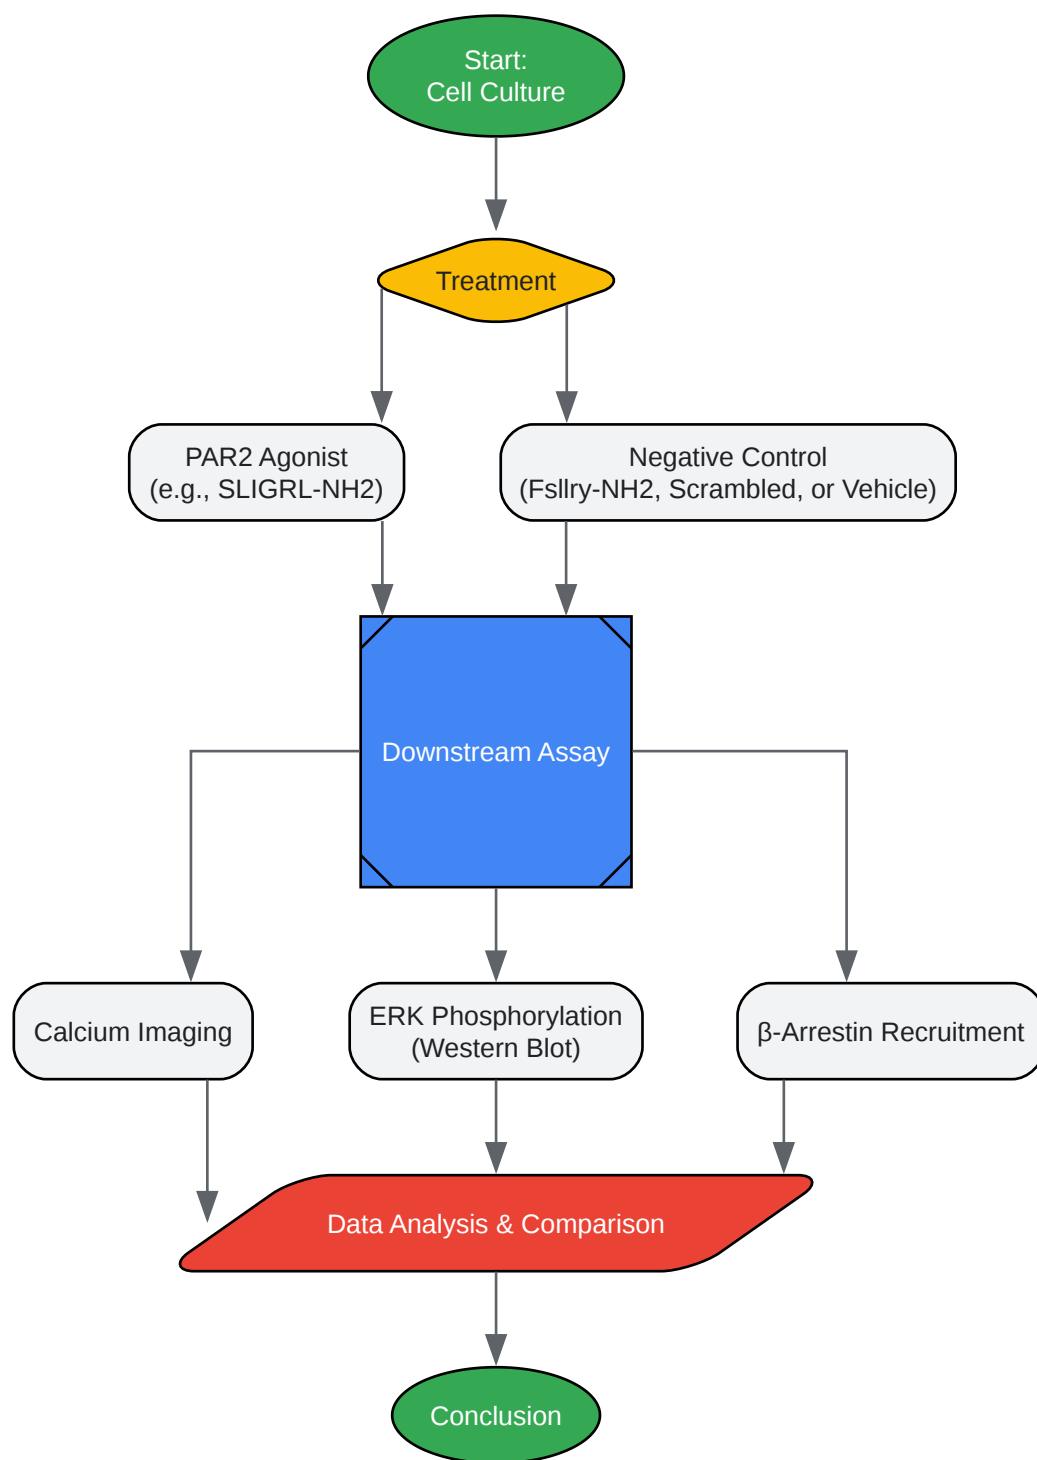 Start:
Cell Culture
Treatment
PAR2 Agonist
(e.g., SLIGRL-NH2)
Negative Control
(Fsllry-NH2, Scrambled, or Vehicle)
Downstream Assay
Calcium Imaging
ERK Phosphorylation
(Western Blot)
β-Arrestin Recruitment
Data Analysis & Comparison
Conclusion